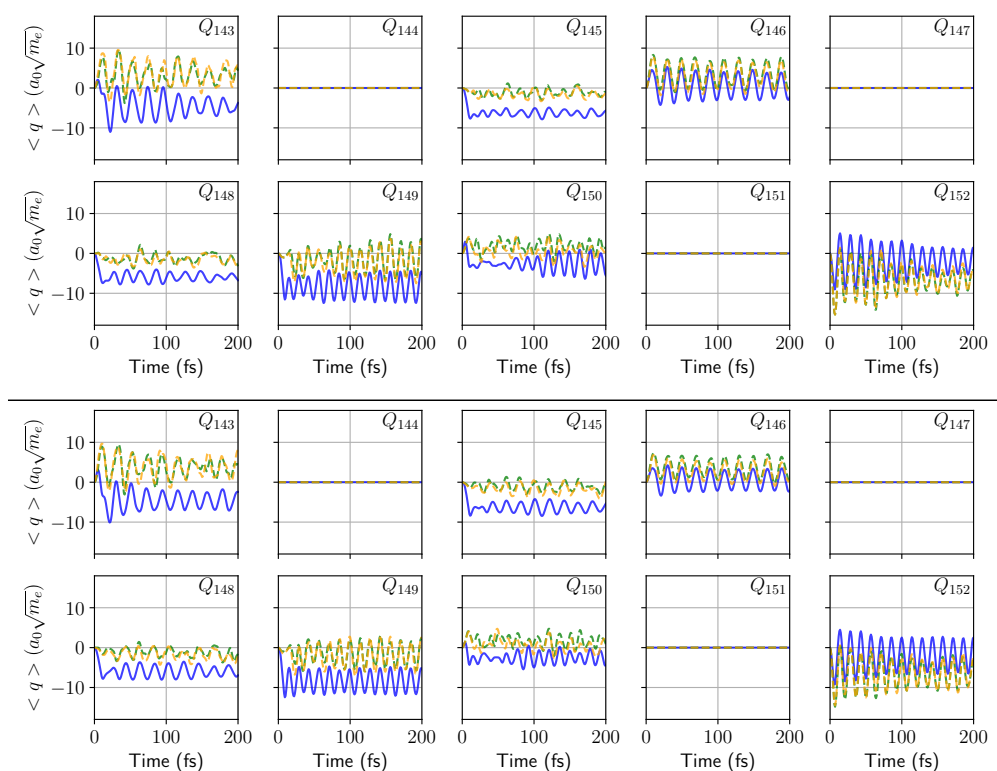 Q143 Q144 Q145 Q146 Q147
< q > (a0√me)
10
0
−10
Q148 Q149 Q150 Q151 Q152
< q > (a0√me)
10
0
−10
0 100 200 0 100 200 0 100 200 0 100 200 0 100 200
Time (fs) Time (fs) Time (fs) Time (fs) Time (fs)
Q143 Q144 Q145 Q146 Q147
< q > (a0√me)
10
0
−10
Q148 Q149 Q150 Q151 Q152
< q > (a0√me)
10
0
−10
0 100 200 0 100 200 0 100 200 0 100 200 0 100 200
Time (fs) Time (fs) Time (fs) Time (fs) Time (fs)